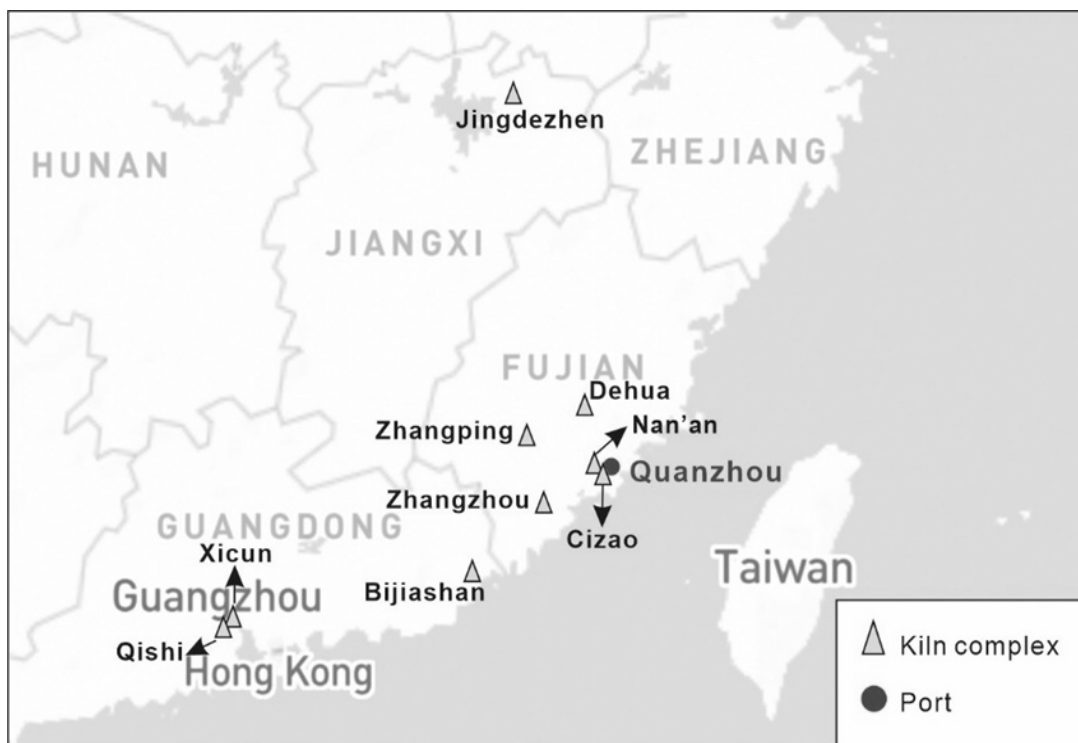 Jingdezhen
HUNAN
ZHEJIANG
JIANGXI
FUJIAN
Dehua
Nan'an
Zhangping
Quanzhou
Zhangzhou
GUANGDONG
Cizao
Xicun
Taiwan
Bijiashan
Guangzhou
Qishi
Hong Kong
Kiln complex
Port